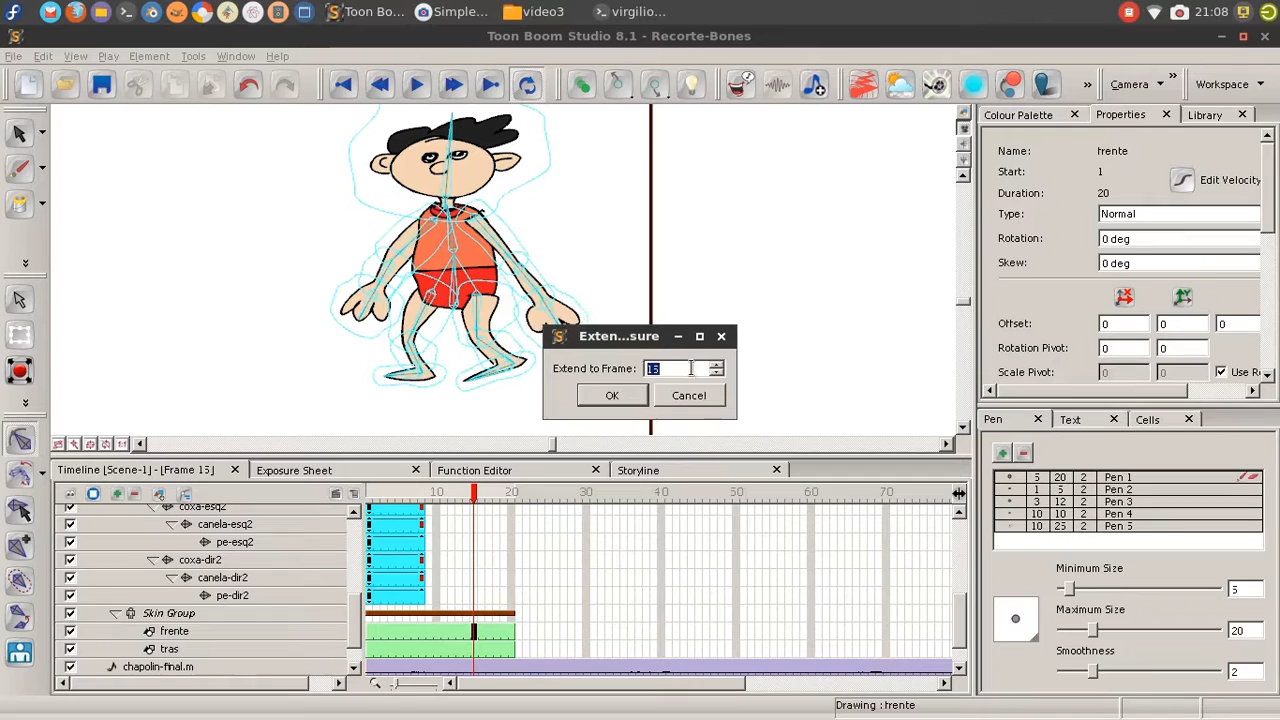 Toon Bo...
Simple...
video3
virgilio...
21:08
Toon Boom Studio 8.1 - Recorte-Bones
File Edit View Play Element Tools Window Help
Camera
Workspace
Colour Palette
Properties
Library
Name: frente
Start: 1
Duration: 20
Edit Velocity
Type: Normal
Rotation: 0 deg
Skew: 0 deg
Offset: 0 0 0
Rotation Pivot: 0 0
Scale Pivot: 0 0 Use R
Exten...sure
Extend to Frame: 15
OK
Cancel
Pen
Text
Cells
5 20 2 Pen 1
1 5 2 Pen 2
3 12 2 Pen 3
10 10 2 Pen 4
10 25 2 Pen 5
Minimum Size
5
Maximum Size
20
Smoothness
2
1:1
Timeline [Scene-1] - [Frame 15]
Exposure Sheet
Function Editor
Storyline
10 20 30 40 50 60 70
coxa-esq2
canela-esq2
pe-esq2
coxa-dir2
canela-dir2
pe-dir2
Skin Group
frente
tras
chapolin-final.m
Drawing : frente